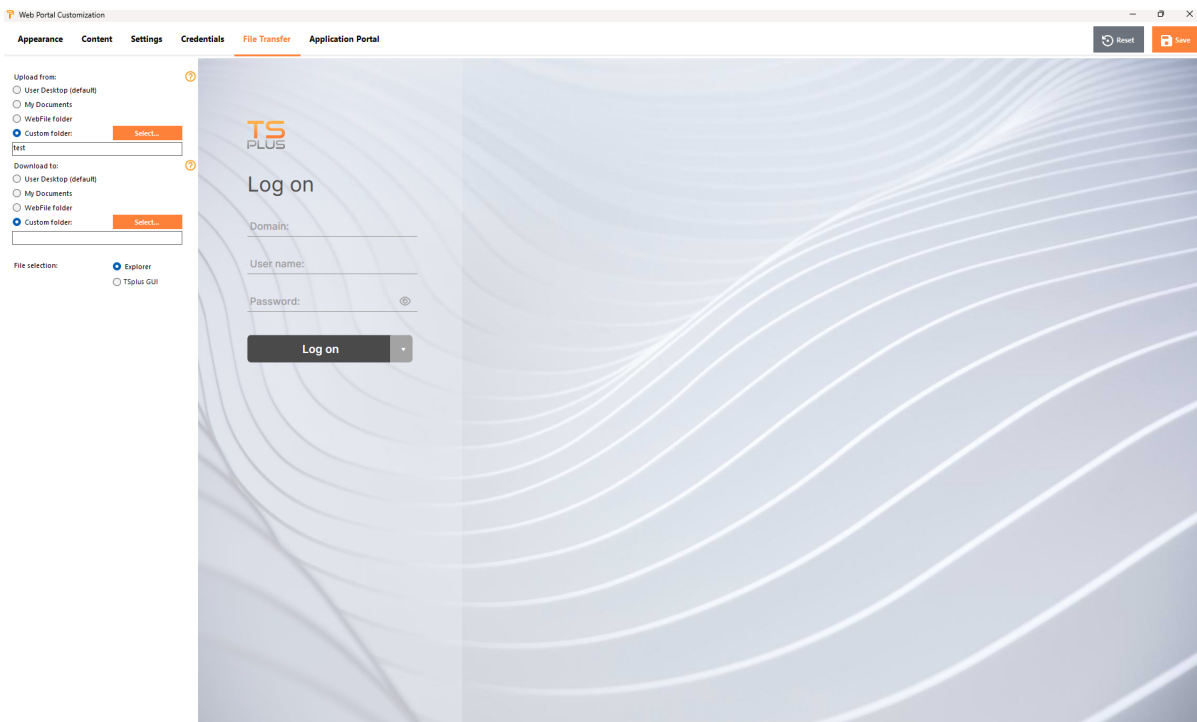 Web Portal Customization
Appearance Content Settings Credentials File Transfer Application Portal Reset Save
Upload from: ?
User Desktop (default)
My Documents
WebFile folder
Custom folder: Select...
test
Download to: ?
User Desktop (default)
My Documents
WebFile folder
Custom folder: Select...
File selection: Explorer
TSplus GUI
TS
PLUS
Log on
Domain:
User name:
Password:
Log on